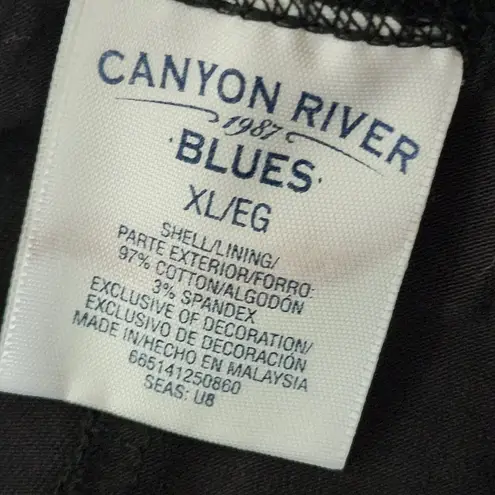 CANYON RIVER
1987
·BLUES·
XL/EG
SHELL/LINING/
PARTE EXTERIOR/FORRO:
97% COTTON/ALGODÓN
3% SPANDEX
EXCLUSIVE OF DECORATION/
EXCLUSIVO DE DECORACIÓN
MADE IN/HECHO EN MALAYSIA
665141250860
SEAS: U8